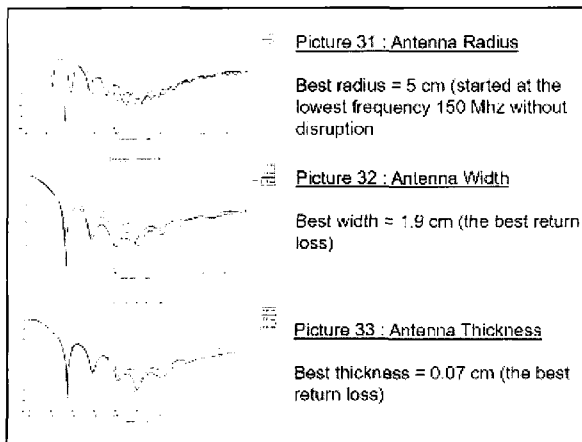 Picture 31 : Antenna Radius
Best radius = 5 cm (started at the
lowest frequency 150 Mhz without
disruption
Picture 32 : Antenna Width
Best width = 1.9 cm (the best return
loss)
Picture 33 : Antenna Thickness
Best thickness = 0.07 cm (the best
return loss)